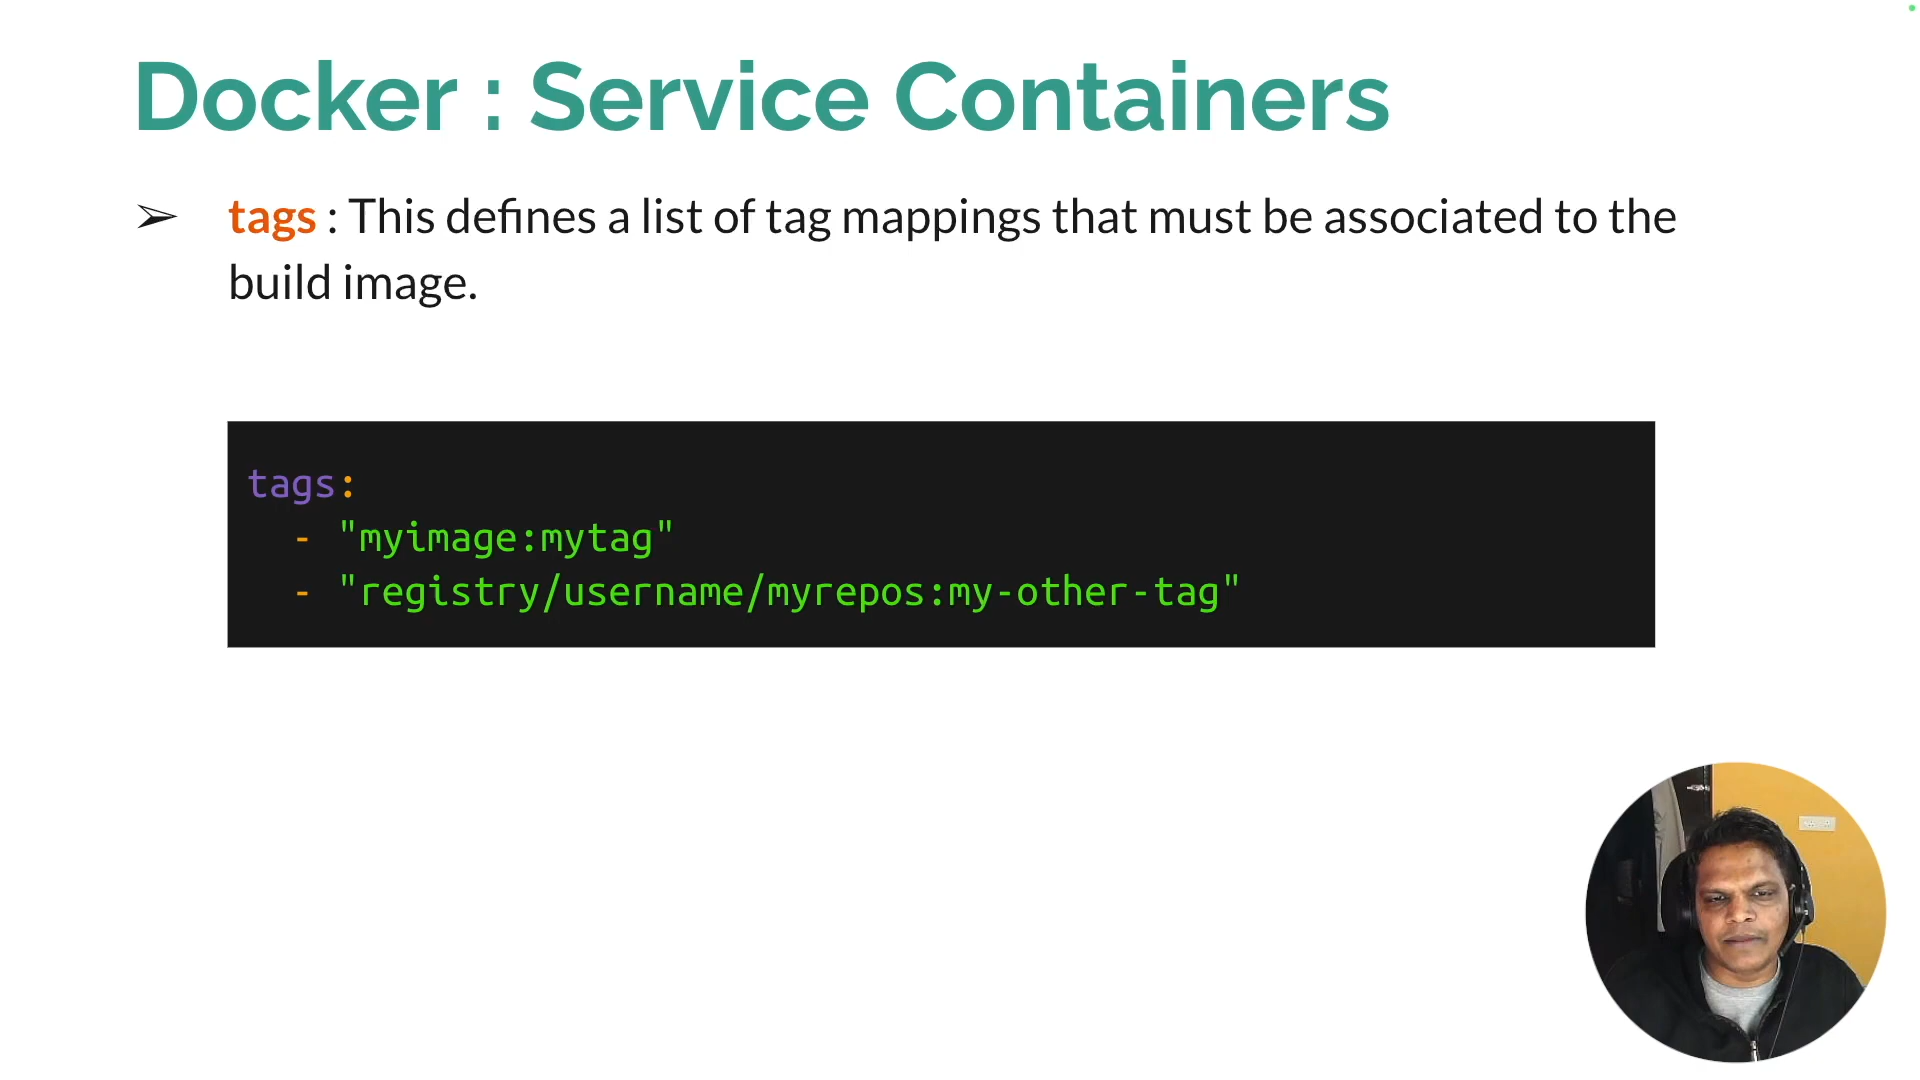 Docker : Service Containers
➢ tags : This defines a list of tag mappings that must be associated to the
build image.
tags:
- "myimage:mytag"
- "registry/username/myrepos:my-other-tag"